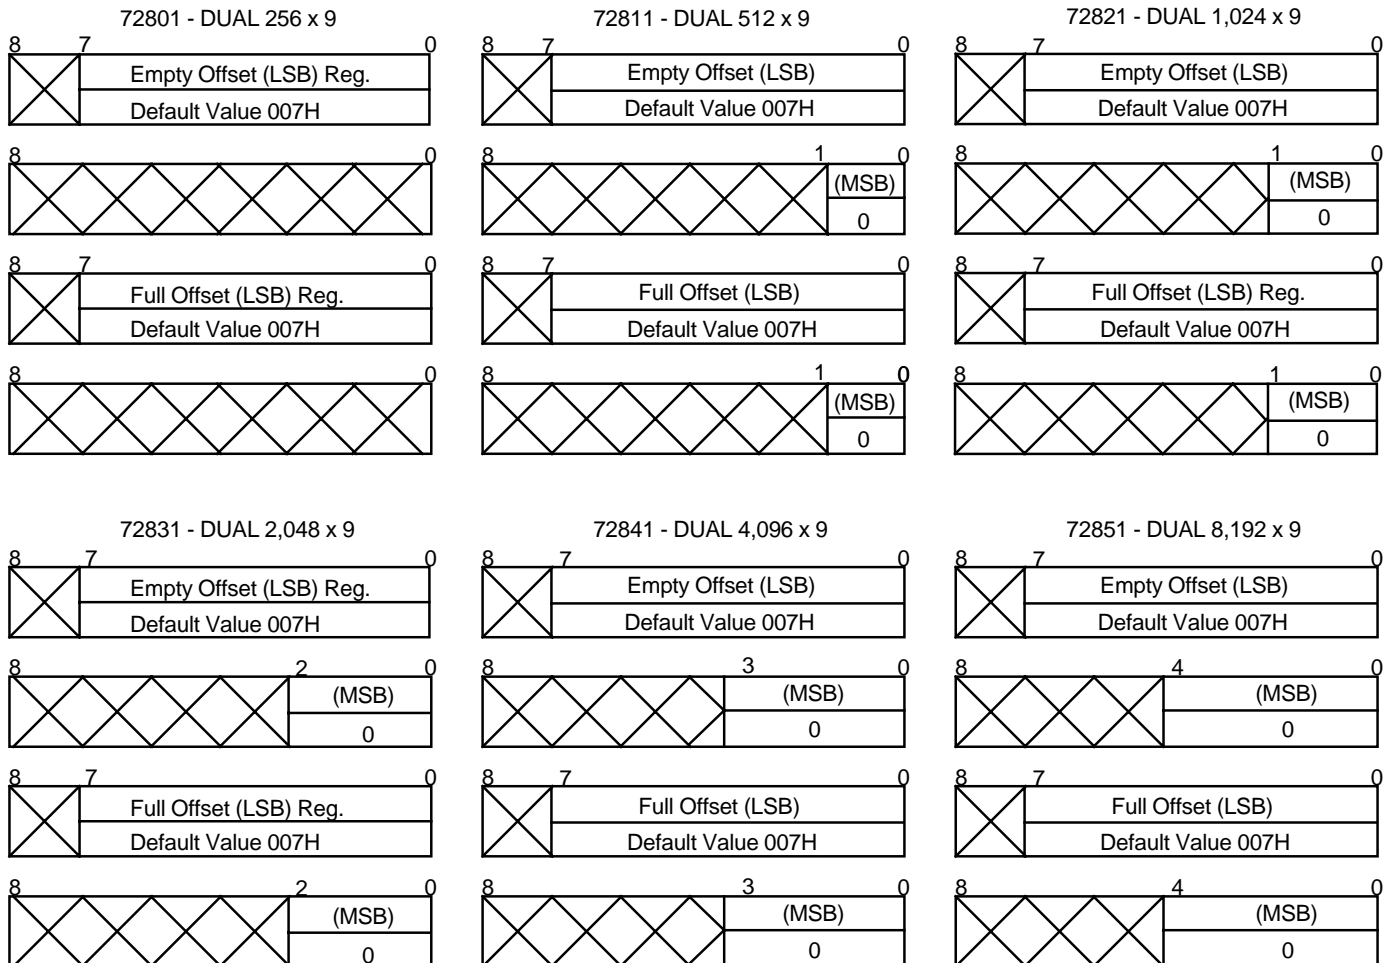 72801 - DUAL 256 x 9 72811 - DUAL 512 x 9 72821 - DUAL 1,024 x 9
8 7 0 8 7 0 8 7 0
Empty Offset (LSB) Reg. Empty Offset (LSB) Empty Offset (LSB)
Default Value 007H Default Value 007H Default Value 007H
8 0 8 1 0 8 1 0
(MSB) (MSB)
0 0
8 7 0 8 7 0 8 7 0
Full Offset (LSB) Reg. Full Offset (LSB) Full Offset (LSB) Reg.
Default Value 007H Default Value 007H Default Value 007H
8 0 8 1 0 8 1 0
(MSB) (MSB)
0 0
72831 - DUAL 2,048 x 9 72841 - DUAL 4,096 x 9 72851 - DUAL 8,192 x 9
8 7 0 8 7 0 8 7 0
Empty Offset (LSB) Reg. Empty Offset (LSB) Empty Offset (LSB)
Default Value 007H Default Value 007H Default Value 007H
8 2 0 8 3 0 8 4 0
(MSB) (MSB) (MSB)
0 0 0
8 7 0 8 7 0 8 7 0
Full Offset (LSB) Reg. Full Offset (LSB) Full Offset (LSB)
Default Value 007H Default Value 007H Default Value 007H
8 2 0 8 3 0 8 4 0
(MSB) (MSB) (MSB)
0 0 0